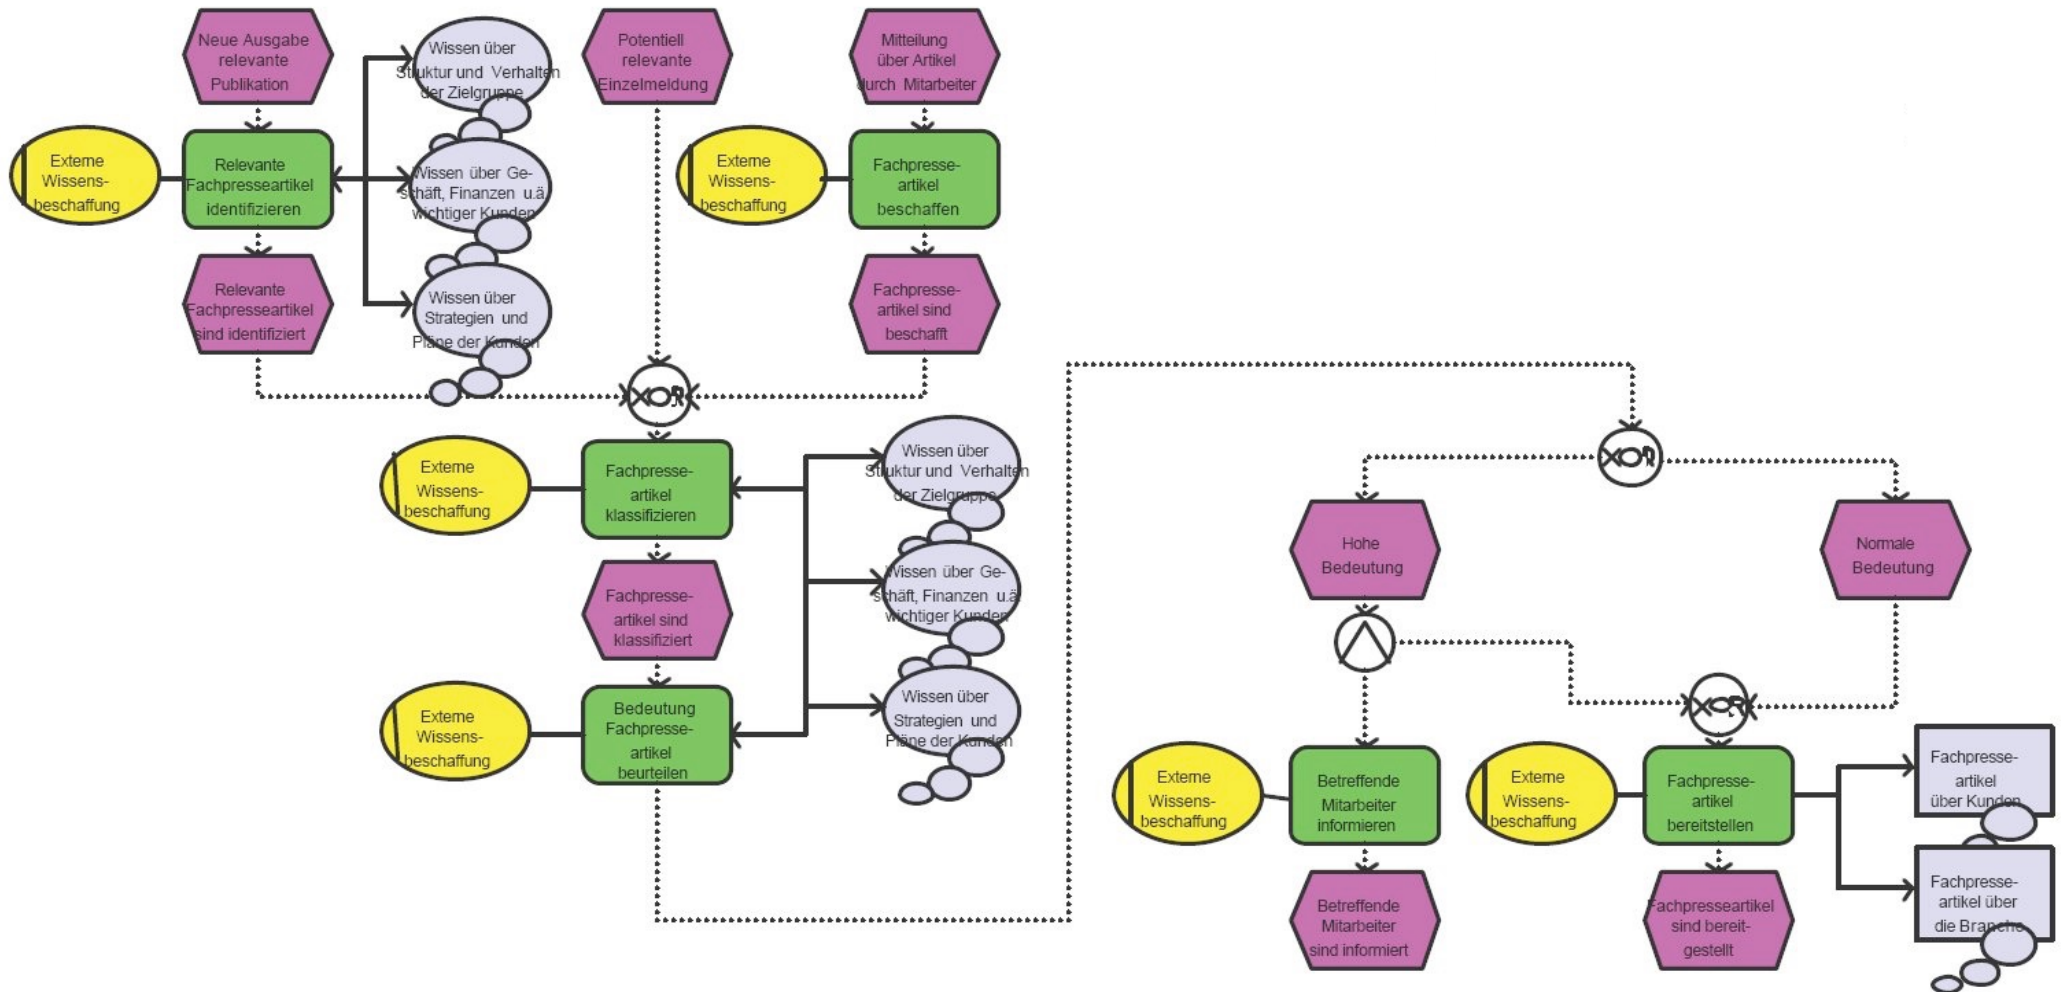 Neue Ausgabe
relevante
Publikation
Wissen über
Struktur und Verhalten
der Zielgruppe
Potentiell
relevante
Einzelmeldung
Mitteilung
über Artikel
durch Mitarbeiter
Externe
Wissens-
beschaffung
Relevante
Fachpresseartikel
identifizieren
Wissen über Ge-
schäft, Finanzen u.ä.
wichtiger Kunden
Externe
Wissens-
beschaffung
Fachpresse-
artikel
beschaffen
Relevante
Fachpresseartikel
sind identifiziert
Wissen über
Strategien und
Pläne der Kunden
Fachpresse-
artikel sind
beschafft
XOR
Externe
Wissens-
beschaffung
Fachpresse-
artikel
klassifizieren
Wissen über
Struktur und Verhalten
der Zielgruppe
XOR
Hohe
Bedeutung
Normale
Bedeutung
Fachpresse-
artikel sind
klassifiziert
Wissen über Ge-
schäft, Finanzen u.ä.
wichtiger Kunden
Externe
Wissens-
beschaffung
Bedeutung
Fachpresse-
artikel
beurteilen
Wissen über
Strategien und
Pläne der Kunden
XOR
Externe
Wissens-
beschaffung
Betreffende
Mitarbeiter
informieren
Externe
Wissens-
beschaffung
Fachpresse-
artikel
bereitstellen
Fachpresse-
artikel
über Kunden
Betreffende
Mitarbeiter
sind informiert
Fachpresseartikel
sind bereit-
gestellt
Fachpresse-
artikel über
die Branche